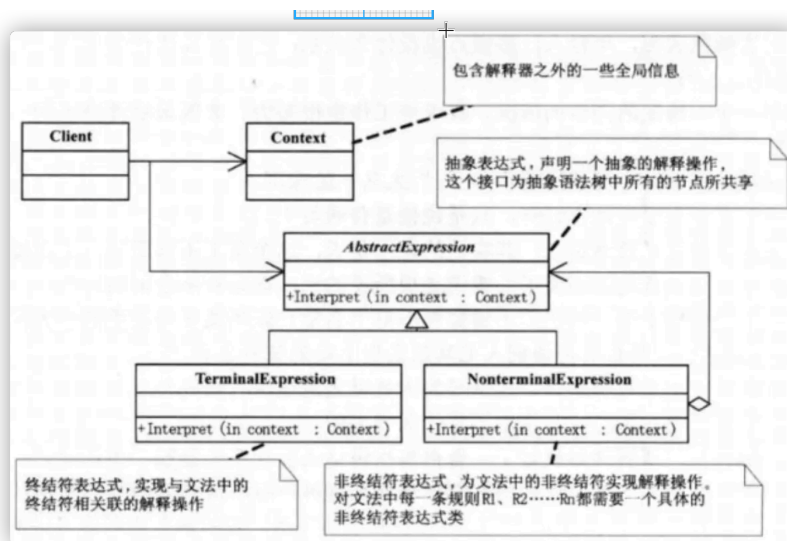 包含解释器之外的一些全局信息
Client
Context
抽象表达式，声明一个抽象的解释操作，
这个接口为抽象语法树中所有的节点所共享
AbstractExpression
+Interpret(in context : Context)
TerminalExpression
NonterminalExpression
+Interpret(in context : Context)
+Interpret(in context : Context)
终结符表达式，实现与文法中的
终结符相关联的解释操作
非终结符表达式，为文法中的非终结符实现解释操作。
对文法中每一条规则R1、R2……Rn都需要一个具体的
非终结符表达式类